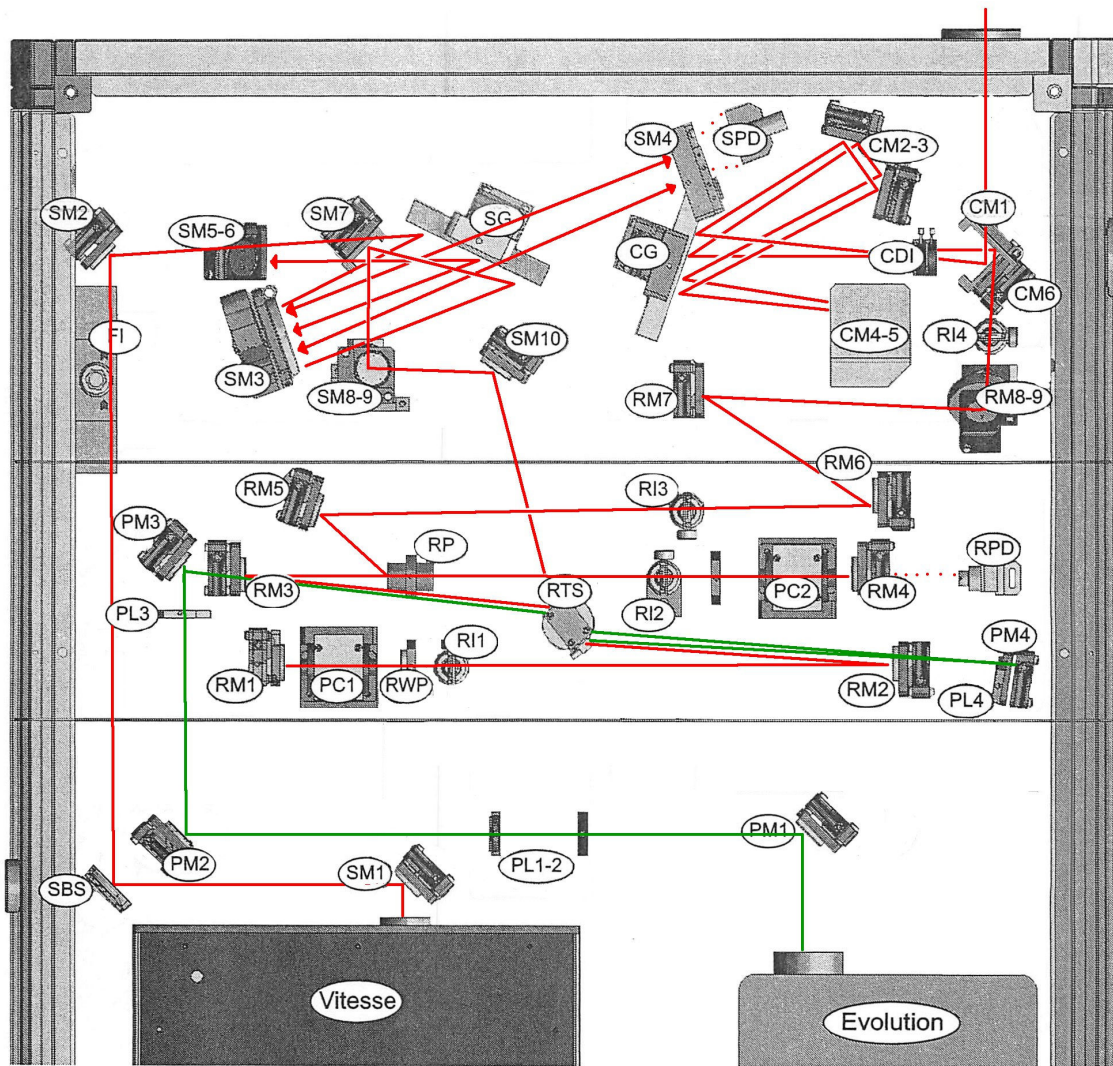 SM4
SPD
CM2-3
SM2
SM5-6
SM7
SG
CM1
CG
CDI
CM6
FI
SM3
SM8-9
SM10
CM4-5
RI4
RM7
RM8-9
RM5
RI3
RM6
PM3
RP
RPD
RM3
RTS
RI2
PC2
RM4
PL3
RI1
PM4
RM1
PC1
RWP
RM2
PL4
PM2
PL1-2
PM1
SBS
SM1
Vitesse
Evolution